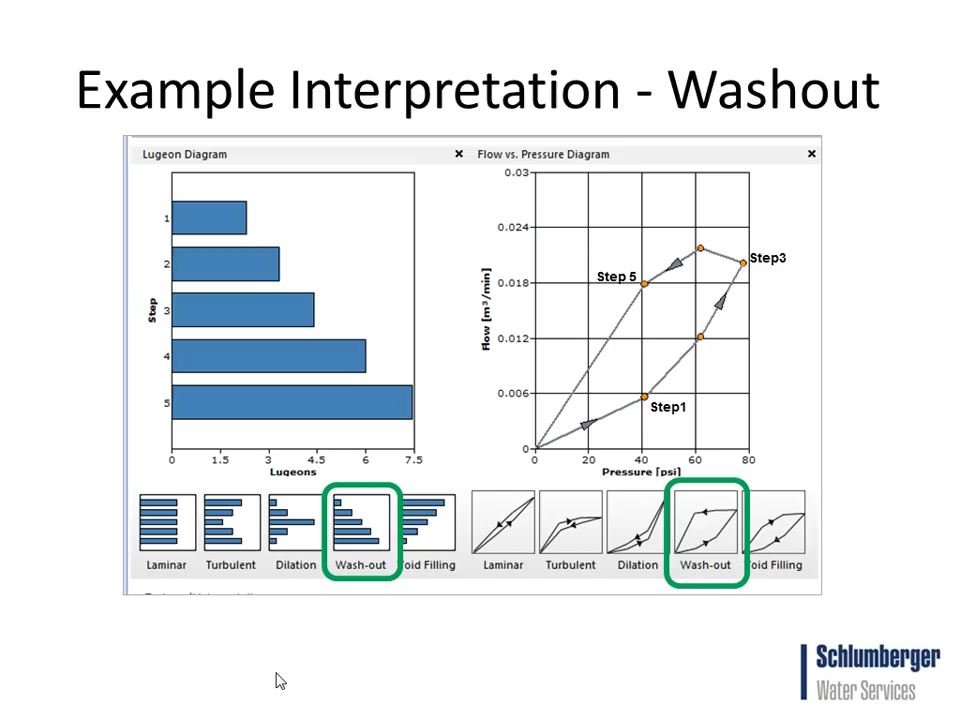 Example Interpretation - Washout
Lugeon Diagram
Flow vs. Pressure Diagram
Step
1
2
3
4
5
0 1.5 3 4.5 6 7.5
Lugeons
Flow [m³/min]
0.03
0.024
0.018
0.012
0.006
0
Step3
Step 5
Step1
0 20 40 60 80
Pressure [psi]
Laminar Turbulent Dilation Wash-out oid Filling
Laminar Turbulent Dilation Wash-out oid Filling
Schlumberger
Water Services